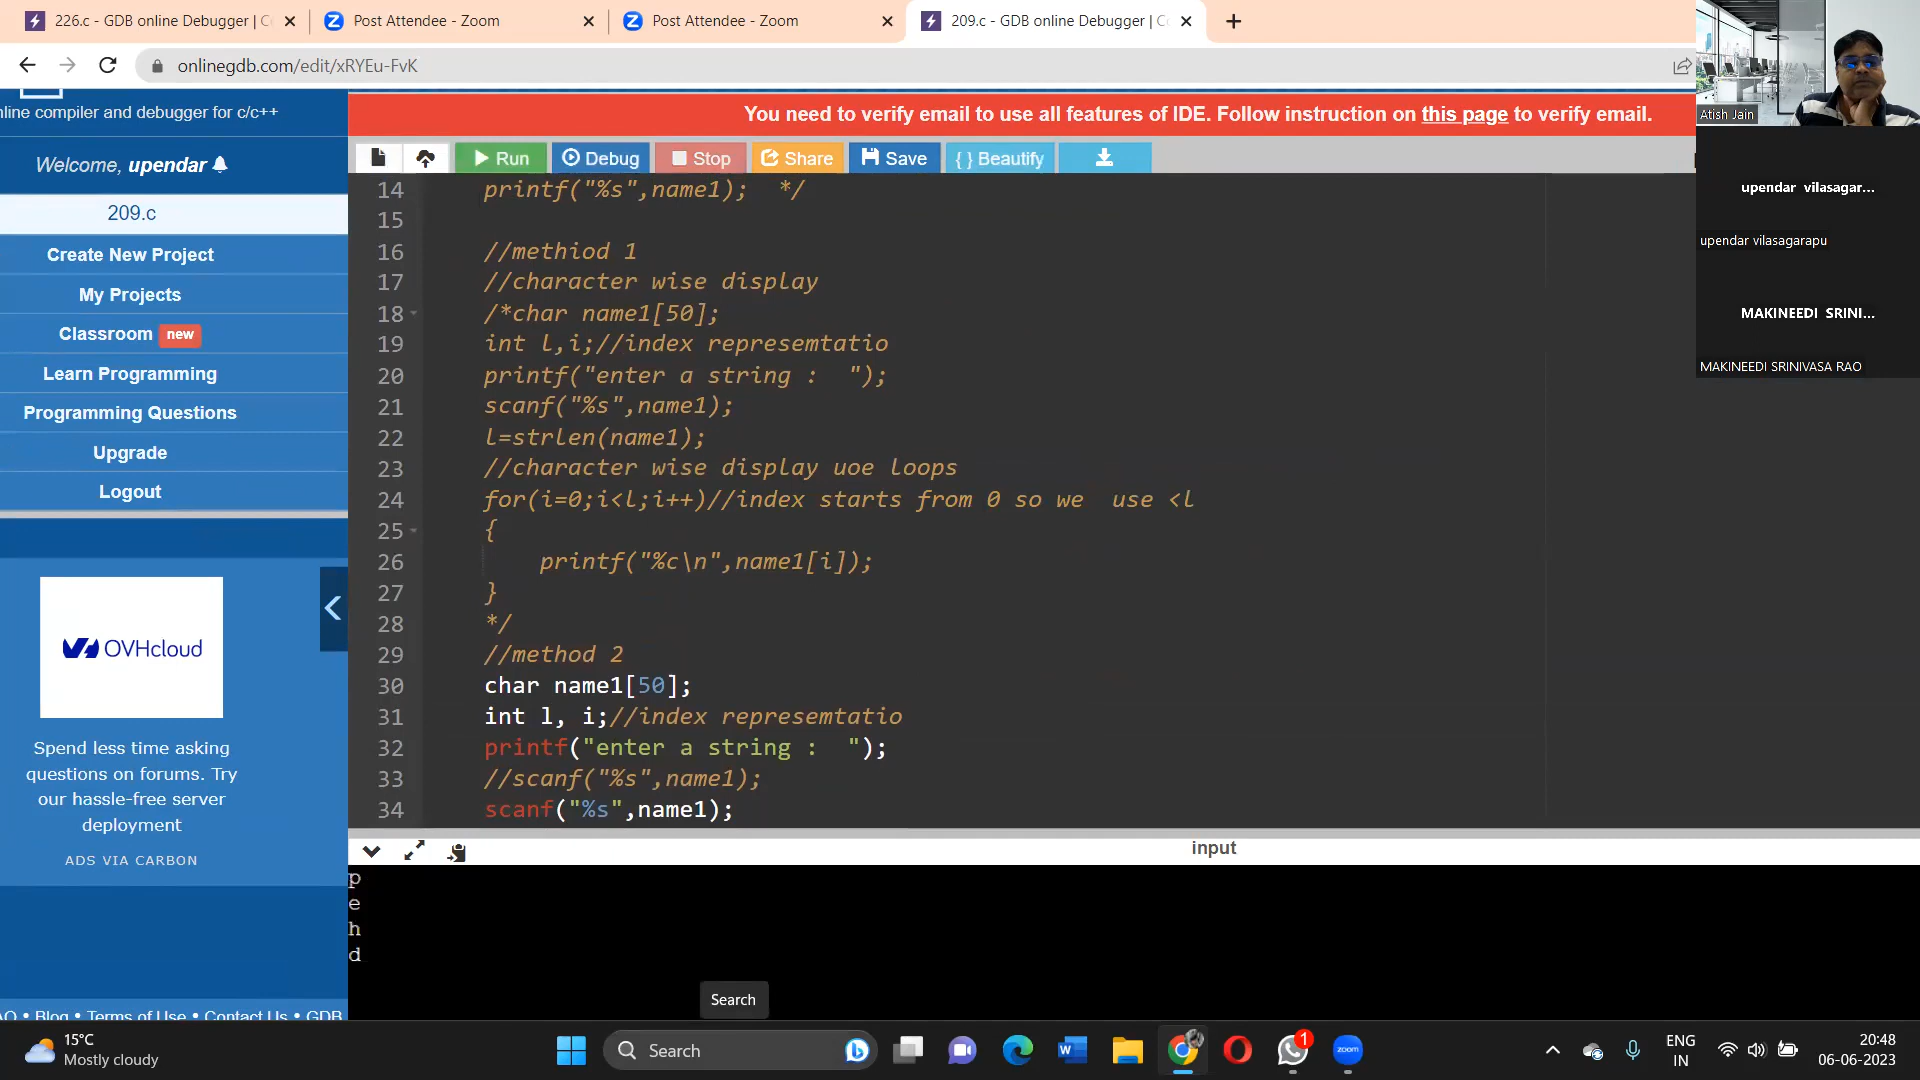 226.c - GDB online Debugger | C
Post Attendee - Zoom
Post Attendee - Zoom
209.c - GDB online Debugger | C
onlinegdb.com/edit/xRYEu-FvK
nline compiler and debugger for c/c++
Welcome, upendar
209.c
Create New Project
My Projects
Classroom new
Learn Programming
Programming Questions
Upgrade
Logout
OVHcloud
Spend less time asking
questions on forums. Try
our hassle-free server
deployment
ADS VIA CARBON
AQ • Blog • Terms of Use • Contact Us • GDB
You need to verify email to use all features of IDE. Follow instruction on this page to verify email.
Run
Debug
Stop
Share
Save
{ } Beautify
14 printf("%s",name1); */
15
16 //methiod 1
17 //character wise display
18 /*char name1[50];
19 int l,i;//index represemtatio
20 printf("enter a string :  ");
21 scanf("%s",name1);
22 l=strlen(name1);
23 //character wise display uoe loops
24 for(i=0;i<l;i++)//index starts from 0 so we  use <l
25 {
26 printf("%c\n",name1[i]);
27 }
28 */
29 //method 2
30 char name1[50];
31 int l, i;//index represemtatio
32 printf("enter a string :  ");
33 //scanf("%s",name1);
34 scanf("%s",name1);
input
p
e
h
d
Search
Atish Jain
upendar vilasagar...
upendar vilasagarapu
MAKINEEDI SRINI...
MAKINEEDI SRINIVASA RAO
15°C
Mostly cloudy
Search
1
zoom
ENG
IN
20:48
06-06-2023